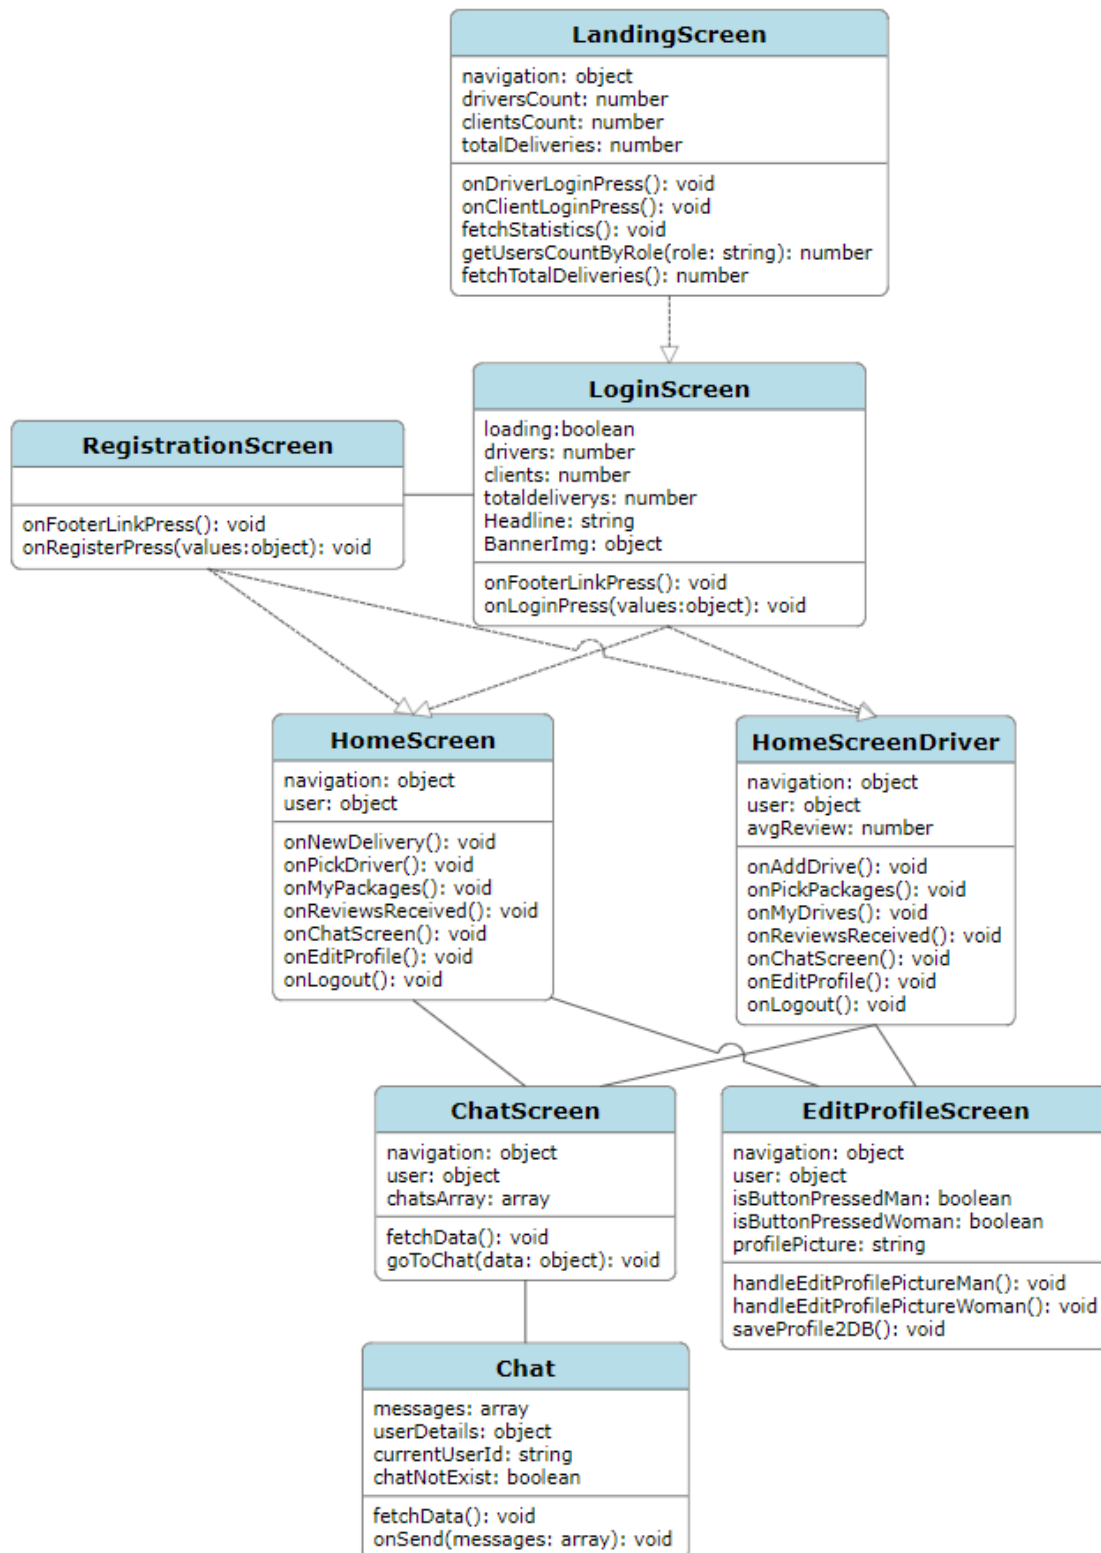 LandingScreen
navigation: object
driversCount: number
clientsCount: number
totalDeliveries: number
onDriverLoginPress(): void
onClientLoginPress(): void
fetchStatistics(): void
getUsersCountByRole(role: string): number
fetchTotalDeliveries(): number
RegistrationScreen
onFooterLinkPress(): void
onRegisterPress(values:object): void
LoginScreen
loading:boolean
drivers: number
clients: number
totaldeliverys: number
Headline: string
BannerImg: object
onFooterLinkPress(): void
onLoginPress(values:object): void
HomeScreen
navigation: object
user: object
onNewDelivery(): void
onPickDriver(): void
onMyPackages(): void
onReviewsReceived(): void
onChatScreen(): void
onEditProfile(): void
onLogout(): void
HomeScreenDriver
navigation: object
user: object
avgReview: number
onAddDrive(): void
onPickPackages(): void
onMyDrives(): void
onReviewsReceived(): void
onChatScreen(): void
onEditProfile(): void
onLogout(): void
ChatScreen
navigation: object
user: object
chatsArray: array
fetchData(): void
goToChat(data: object): void
EditProfileScreen
navigation: object
user: object
isButtonPressedMan: boolean
isButtonPressedWoman: boolean
profilePicture: string
handleEditProfilePictureMan(): void
handleEditProfilePictureWoman(): void
saveProfile2DB(): void
Chat
messages: array
userDetails: object
currentUserId: string
chatNotExist: boolean
fetchData(): void
onSend(messages: array): void